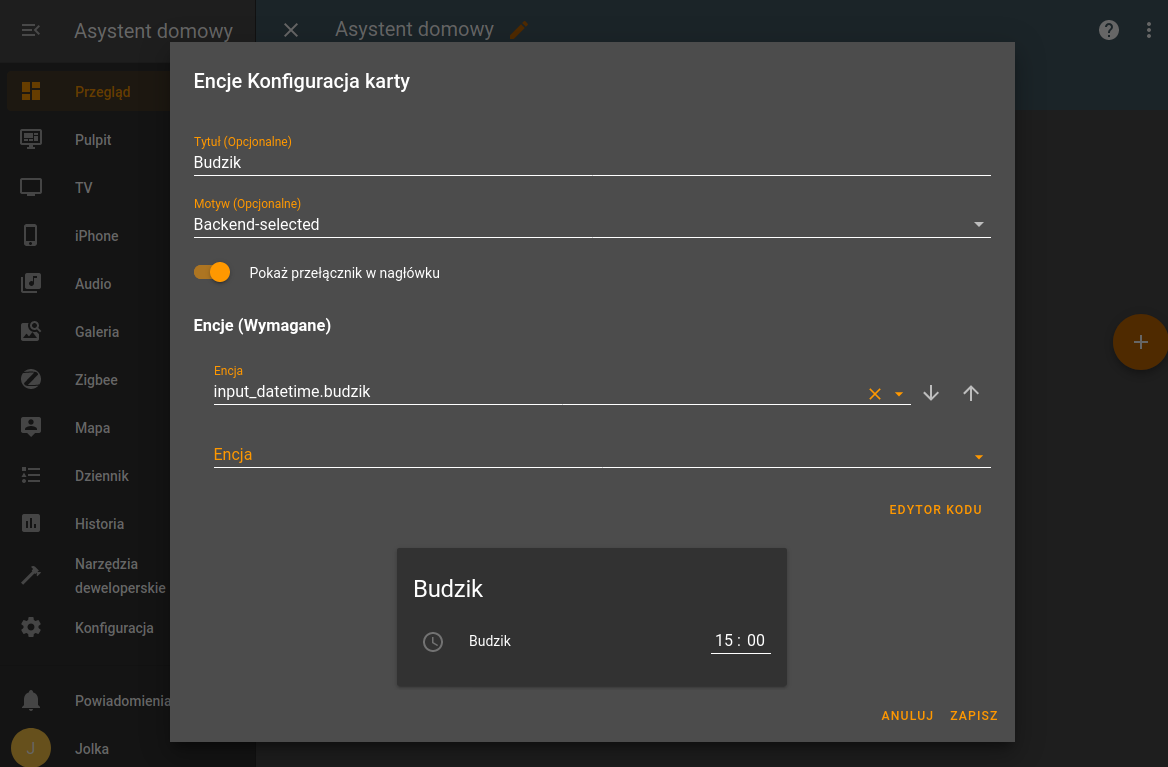 Asystent domowy
Asystent domowy
Przegląd
Pulpit
TV
iPhone
Audio
Galeria
Zigbee
Mapa
Dziennik
Historia
Narzędzia
deweloperskie
Konfiguracja
Powiadomienia
J
Jolka
Encje Konfiguracja karty
Tytuł (Opcjonalne)
Budzik
Motyw (Opcjonalne)
Backend-selected
Pokaż przełącznik w nagłówku
Encje (Wymagane)
Encja
input_datetime.budzik
Encja
EDYTOR KODU
Budzik
Budzik 15 : 00
ANULUJ ZAPISZ